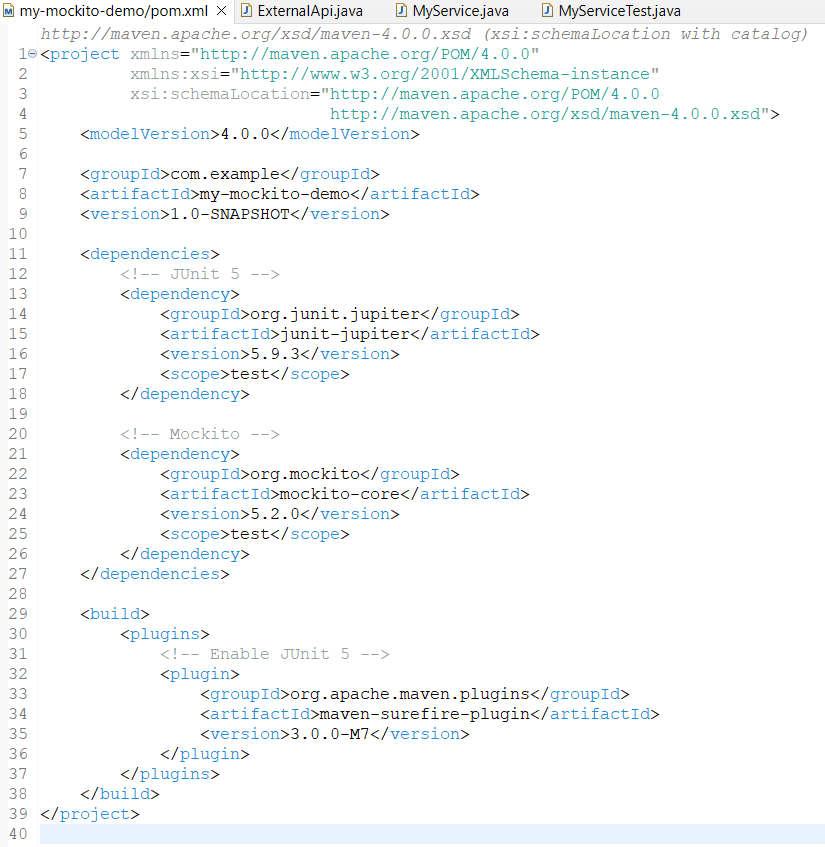 my-mockito-demo/pom.xml ExternalApi.java MyService.java MyServiceTest.java
http://maven.apache.org/xsd/maven-4.0.0.xsd (xsi:schemaLocation with catalog)
1 <project xmlns="http://maven.apache.org/POM/4.0.0"
2          xmlns:xsi="http://www.w3.org/2001/XMLSchema-instance"
3          xsi:schemaLocation="http://maven.apache.org/POM/4.0.0
4                              http://maven.apache.org/xsd/maven-4.0.0.xsd">
5     <modelVersion>4.0.0</modelVersion>
6
7     <groupId>com.example</groupId>
8     <artifactId>my-mockito-demo</artifactId>
9     <version>1.0-SNAPSHOT</version>
10
11     <dependencies>
12         <!-- JUnit 5 -->
13         <dependency>
14             <groupId>org.junit.jupiter</groupId>
15             <artifactId>junit-jupiter</artifactId>
16             <version>5.9.3</version>
17             <scope>test</scope>
18         </dependency>
19
20         <!-- Mockito -->
21         <dependency>
22             <groupId>org.mockito</groupId>
23             <artifactId>mockito-core</artifactId>
24             <version>5.2.0</version>
25             <scope>test</scope>
26         </dependency>
27     </dependencies>
28
29     <build>
30         <plugins>
31             <!-- Enable JUnit 5 -->
32             <plugin>
33                 <groupId>org.apache.maven.plugins</groupId>
34                 <artifactId>maven-surefire-plugin</artifactId>
35                 <version>3.0.0-M7</version>
36             </plugin>
37         </plugins>
38     </build>
39 </project>
40